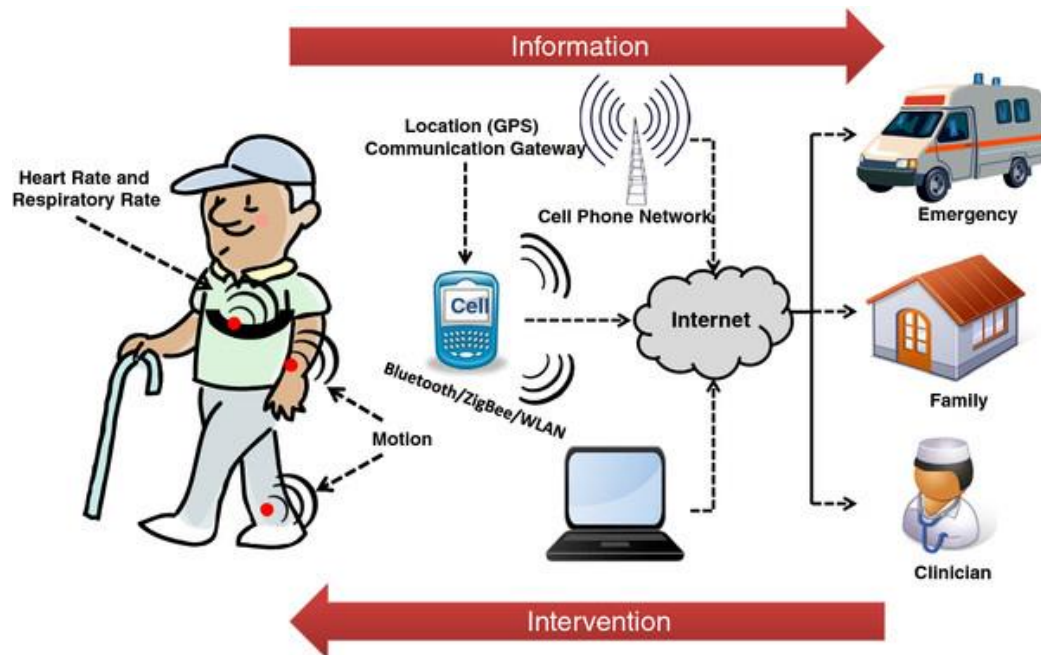 Information
Location (GPS)
Communication Gateway
Heart Rate and
Respiratory Rate
Cell Phone Network
Emergency
Cell
Internet
Bluetooth/ZigBee/WLAN
Family
Motion
Clinician
Intervention